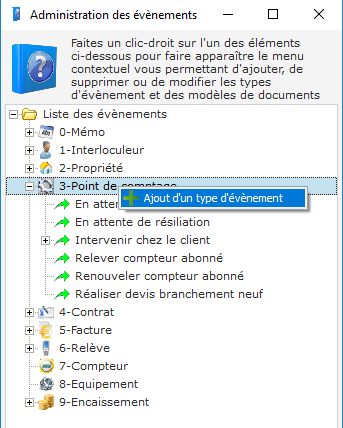 Administration des évènements
Faites un clic-droit sur l'un des éléments
ci-dessous pour faire apparaître le menu
contextuel vous permettant d'ajouter, de
supprimer ou de modifier les types
d'évènement et des modèles de documents
Liste des évènements
0-Mémo
1-Interloculeur
2-Propriété
3-Point de comptage
Ajout d'un type d'évènement
En atten
En attente de résiliation
Intervenir chez le client
Relever compteur abonné
Renouveler compteur abonné
Réaliser devis branchement neuf
4-Contrat
5-Facture
6-Relève
7-Compteur
8-Equipement
9-Encaissement